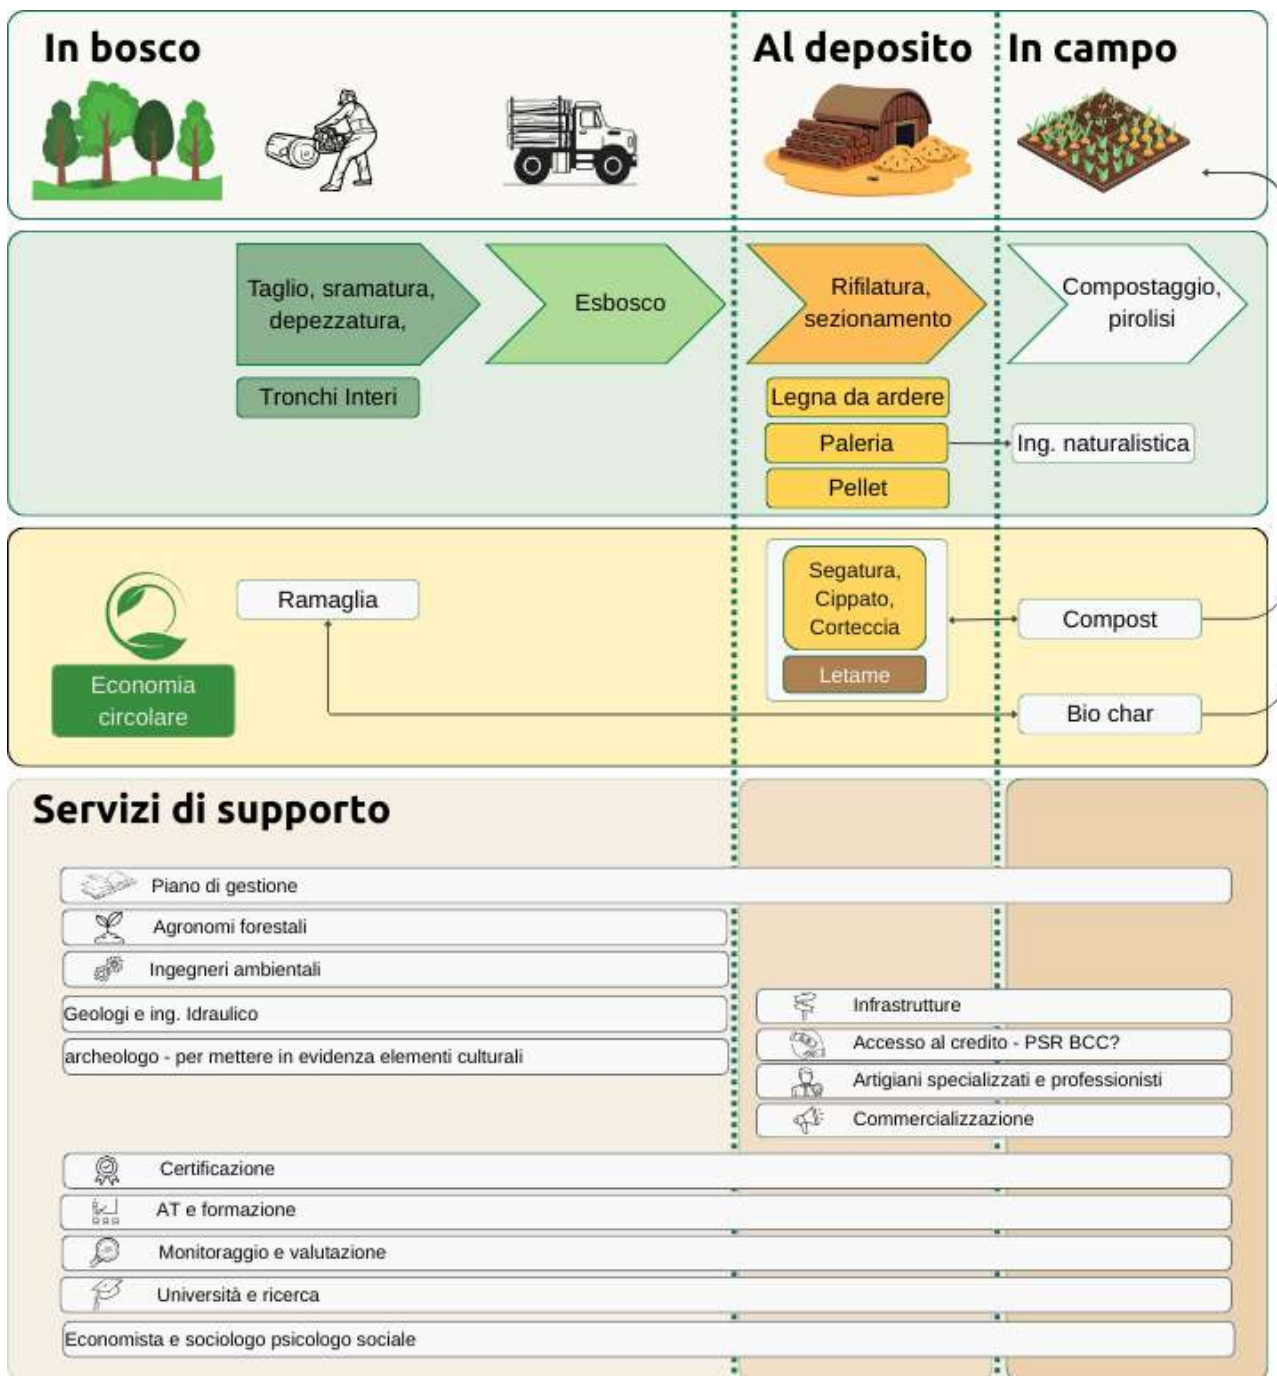 In bosco
Al deposito
In campo
Taglio, sramatura,
depezzatura,
Esbosco
Rifilatura,
sezionamento
Compostaggio,
pirolisi
Tronchi Interi
Legna da ardere
Paleria
Ing. naturalistica
Pellet
Economia
circolare
Ramaglia
Segatura,
Cippato,
Corteccia
Letame
Compost
Bio char
Servizi di supporto
Piano di gestione
Agronomi forestali
Ingegneri ambientali
Geologi e ing. Idraulico
archeologo - per mettere in evidenza elementi culturali
Infrastrutture
Accesso al credito - PSR BCC?
Artigiani specializzati e professionisti
Commercializzazione
Certificazione
AT e formazione
Monitoraggio e valutazione
Università e ricerca
Economista e sociologo psicologo sociale